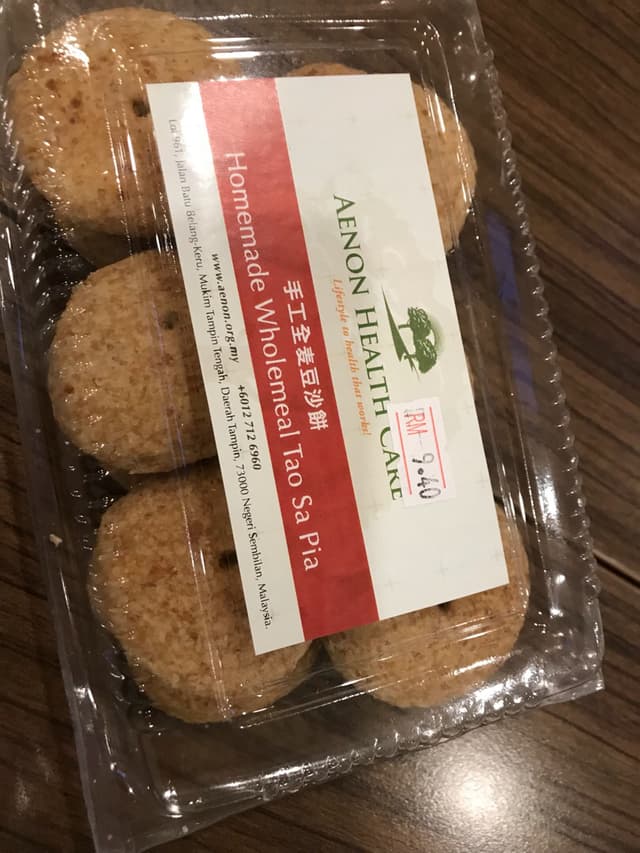 AENON HEALTH CARE
Lifestyle to health that works!
RM 9.40
手工全麦豆沙餅
Homemade Wholemeal Tao Sa Pia
www.aenon.org.my +6012 712 6960
Lot 961, Jalan Batu Belang-Keru, Mukim Tampin Tengah, Daerah Tampin, 73000 Negeri Sembilan, Malaysia.